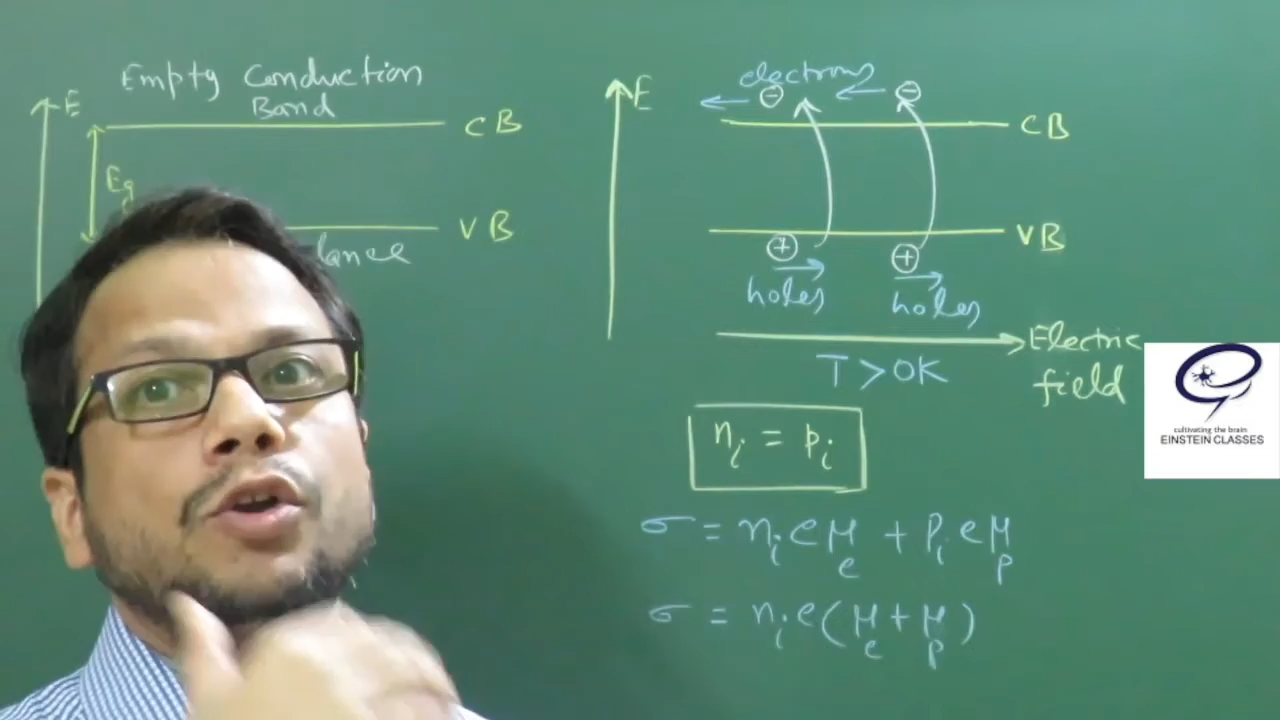 E
Empty Conduction
Band
CB
Eg
VB
E
electrons
⊖
⊖
CB
⊕
⊕
VB
holes
holes
Electric
field
T > 0K
nᵢ = pᵢ
σ = nᵢ e μₑ + pᵢ e μₚ
σ = nᵢ e (μₑ + μₚ)
cultivating the brain
EINSTEIN CLASSES